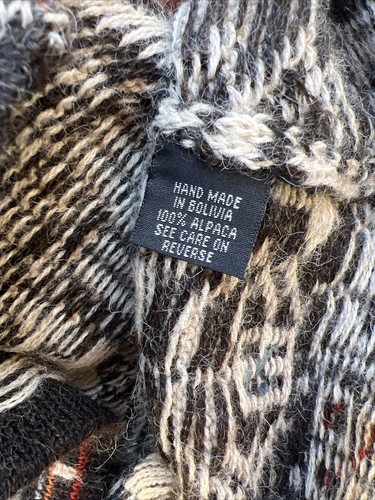 HAND MADE
IN BOLIVIA
100% ALPACA
SEE CARE ON
REVERSE